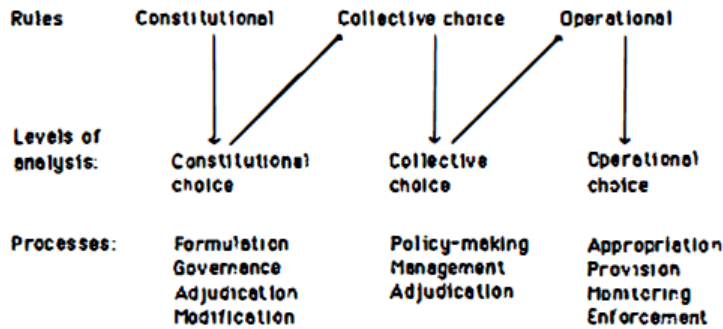 Rules Constitutional Collective choice Operational
Levels of
analysis: Constitutional Collective Operational
choice choice choice
Processes: Formulation Policy-making Appropriation
Governance Management Provision
Adjudication Adjudication Monitoring
Modification Enforcement